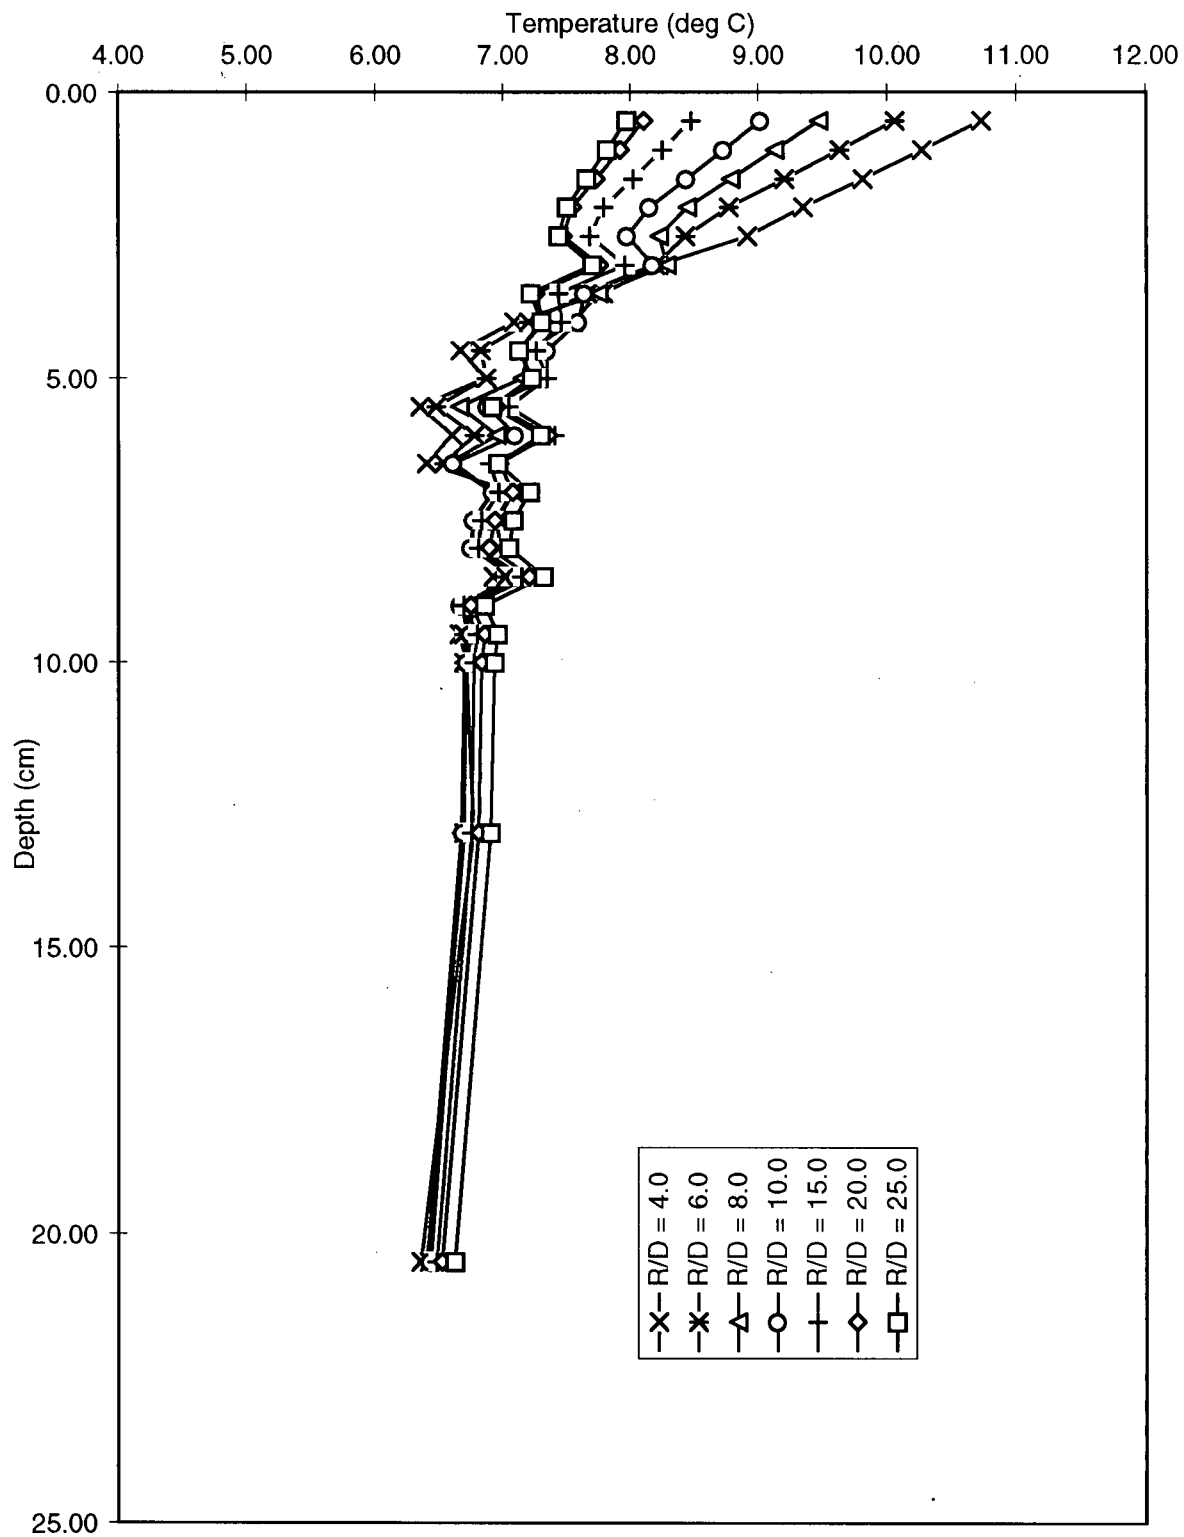 Temperature (deg C)
4.00 5.00 6.00 7.00 8.00 9.00 10.00 11.00 12.00
0.00
5.00
10.00
Depth (cm)
15.00
20.00
25.00
R/D = 4.0
R/D = 6.0
R/D = 8.0
R/D = 10.0
R/D = 15.0
R/D = 20.0
R/D = 25.0